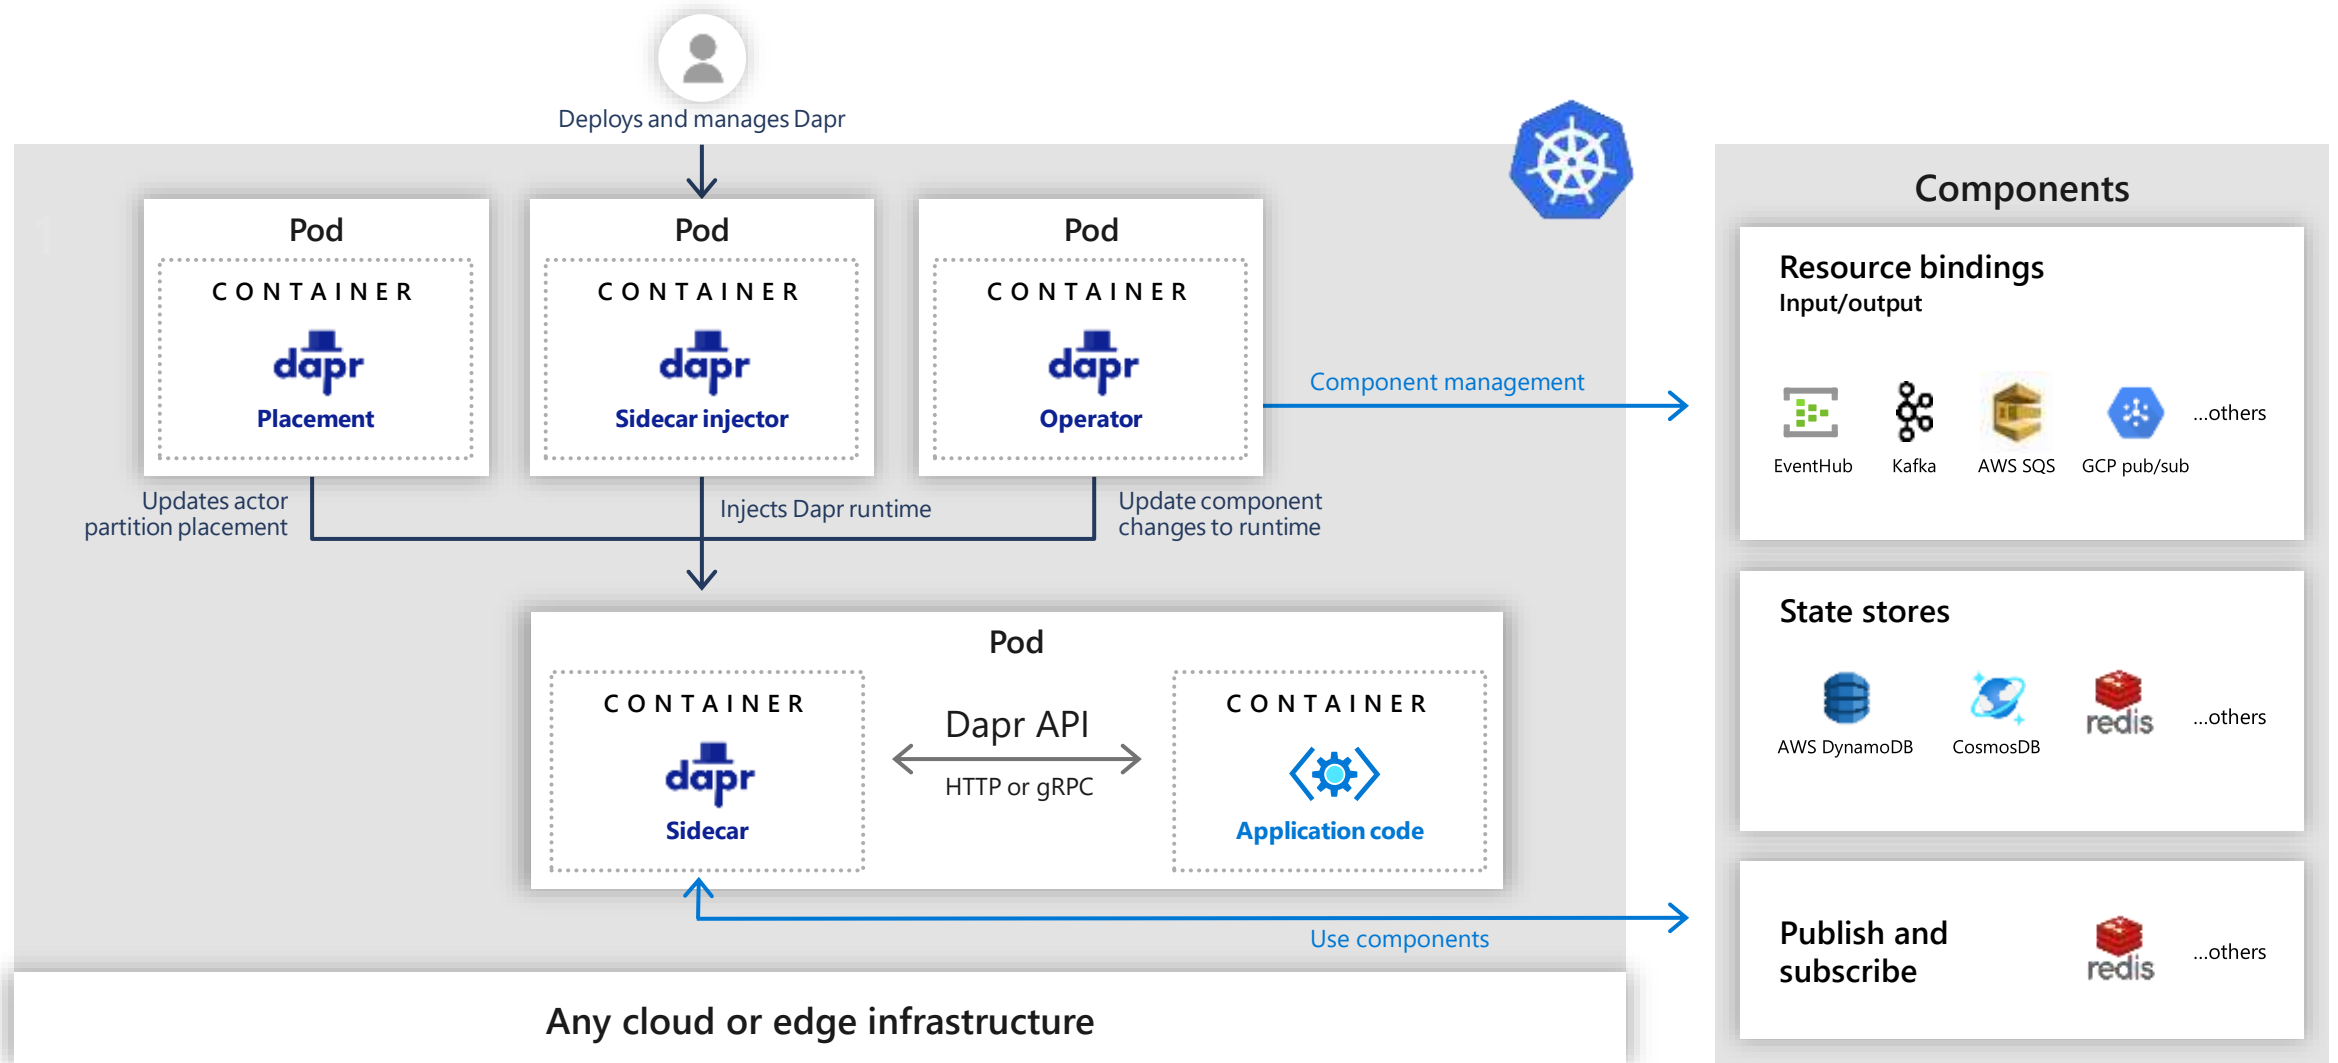 Deploys and manages Dapr
Pod
CONTAINER
dapr
Placement
Pod
CONTAINER
dapr
Sidecar injector
Pod
CONTAINER
dapr
Operator
Component management
Updates actor
partition placement
Injects Dapr runtime
Update component
changes to runtime
Pod
CONTAINER
dapr
Sidecar
Dapr API
HTTP or gRPC
CONTAINER
Application code
Use components
Any cloud or edge infrastructure
Components
Resource bindings
Input/output
EventHub
Kafka
AWS SQS
GCP pub/sub
...others
State stores
AWS DynamoDB
CosmosDB
redis
...others
Publish and
subscribe
redis
...others